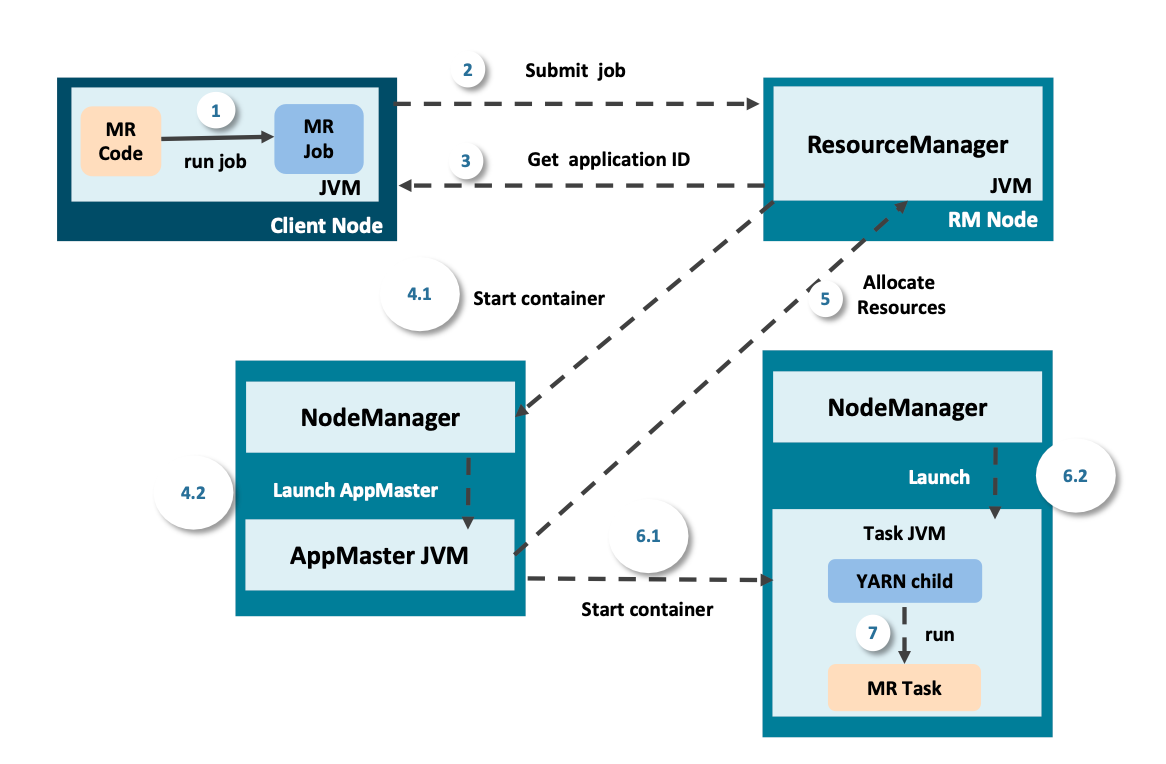 2
Submit job
1
MR
Code
MR
Job
run job
JVM
Client Node
3
Get application ID
ResourceManager
JVM
RM Node
4.1
Start container
5
Allocate
Resources
NodeManager
4.2
Launch AppMaster
AppMaster JVM
6.1
Start container
NodeManager
Launch
6.2
Task JVM
YARN child
7
run
MR Task